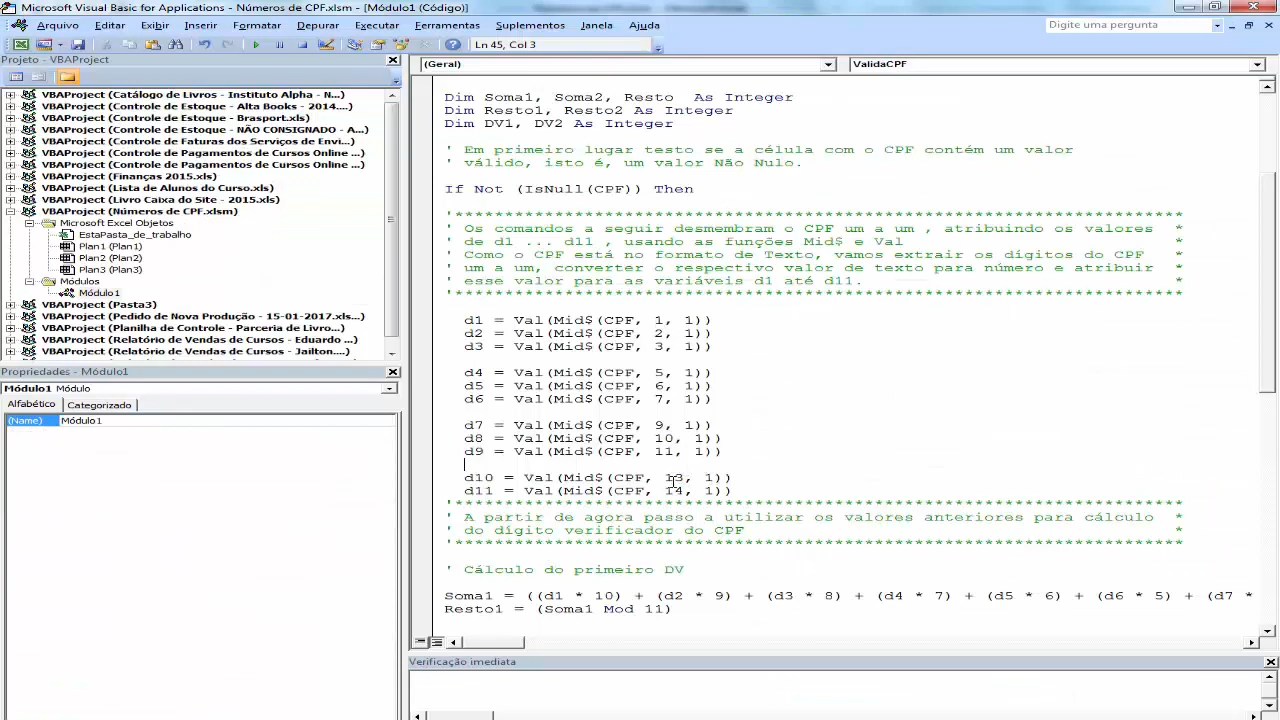 Microsoft Visual Basic for Applications - Números de CPF.xlsm - [Módulo1 (Código)]
Arquivo Editar Exibir Inserir Formatar Depurar Executar Ferramentas Suplementos Janela Ajuda
Digite uma pergunta
Ln 45, Col 3
Projeto - VBAProject
VBAProject (Catálogo de Livros - Instituto Alpha - N...
VBAProject (Controle de Estoque - Alta Books - 2014....
VBAProject (Controle de Estoque - Brasport.xls)
VBAProject (Controle de Estoque - NÃO CONSIGNADO - A...
VBAProject (Controle de Faturas dos Serviços de Envi...
VBAProject (Controle de Pagamentos de Cursos Online ...
VBAProject (Controle de Pagamentos de Cursos Online ...
VBAProject (Finanças 2015.xls)
VBAProject (Lista de Alunos do Curso.xls)
VBAProject (Livro Caixa do Site - 2015.xls)
VBAProject (Números de CPF.xlsm)
Microsoft Excel Objetos
EstaPasta_de_trabalho
Plan1 (Plan1)
Plan2 (Plan2)
Plan3 (Plan3)
Módulos
Módulo1
VBAProject (Pasta3)
VBAProject (Pedido de Nova Produção - 15-01-2017.xls)
VBAProject (Planilha de Controle - Parceria de Livro...
VBAProject (Relatório de Vendas de Cursos - Eduardo ...
VBAProject (Relatório de Vendas de Cursos - Jailton....)
Propriedades - Módulo1
Módulo1 Módulo
Alfabético Categorizado
(Name) Módulo1
(Geral) ValidaCPF
Dim Soma1, Soma2, Resto  As Integer
Dim Resto1, Resto2 As Integer
Dim DV1, DV2 As Integer
' Em primeiro lugar testo se a célula com o CPF contém um valor
' válido, isto é, um valor Não Nulo.
If Not (IsNull(CPF)) Then
'**************************************************************************
' Os comandos a seguir desmembram o CPF um a um , atribuindo os valores  *
' de d1 ... d11 , usando as funções Mid$ e Val                           *
' Como o CPF está no formato de Texto, vamos extrair os dígitos do CPF   *
' um a um, converter o respectivo valor de texto para número e atribuir  *
' esse valor para as variáveis d1 até d11.                               *
'**************************************************************************
d1 = Val(Mid$(CPF, 1, 1))
d2 = Val(Mid$(CPF, 2, 1))
d3 = Val(Mid$(CPF, 3, 1))
d4 = Val(Mid$(CPF, 5, 1))
d5 = Val(Mid$(CPF, 6, 1))
d6 = Val(Mid$(CPF, 7, 1))
d7 = Val(Mid$(CPF, 9, 1))
d8 = Val(Mid$(CPF, 10, 1))
d9 = Val(Mid$(CPF, 11, 1))
d10 = Val(Mid$(CPF, 13, 1))
d11 = Val(Mid$(CPF, 14, 1))
'**************************************************************************
' A partir de agora passo a utilizar os valores anteriores para cálculo  *
' do dígito verificador do CPF                                           *
'**************************************************************************
' Cálculo do primeiro DV
Soma1 = ((d1 * 10) + (d2 * 9) + (d3 * 8) + (d4 * 7) + (d5 * 6) + (d6 * 5) + (d7 *
Resto1 = (Soma1 Mod 11)
Verificação imediata